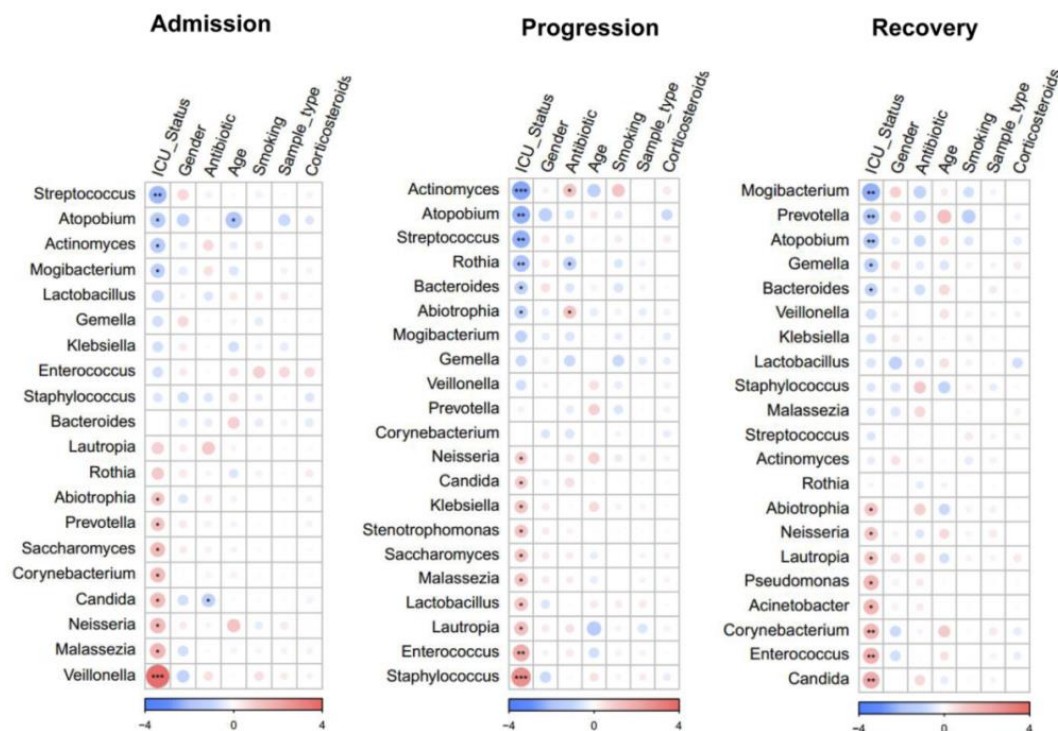 Admission
ICU_Status
Gender
Antibiotic
Age
Smoking
Sample_type
Corticosteroids
Streptococcus **
Atopobium * *
Actinomyces *
Mogibacterium *
Lactobacillus
Gemella
Klebsiella
Enterococcus
Staphylococcus
Bacteroides
Lautropia
Rothia
Abiotrophia *
Prevotella *
Saccharomyces *
Corynebacterium *
Candida * *
Neisseria *
Malassezia *
Veillonella ***
−4 0 4
Progression
ICU_Status
Gender
Antibiotic
Age
Smoking
Sample_type
Corticosteroids
Actinomyces *** *
Atopobium **
Streptococcus **
Rothia ** *
Bacteroides *
Abiotrophia * *
Mogibacterium
Gemella
Veillonella
Prevotella
Corynebacterium
Neisseria *
Candida *
Klebsiella *
Stenotrophomonas *
Saccharomyces *
Malassezia *
Lactobacillus *
Lautropia *
Enterococcus **
Staphylococcus ***
−4 0 4
Recovery
ICU_Status
Gender
Antibiotic
Age
Smoking
Sample_type
Corticosteroids
Mogibacterium **
Prevotella **
Atopobium **
Gemella *
Bacteroides *
Veillonella
Klebsiella
Lactobacillus
Staphylococcus
Malassezia
Streptococcus
Actinomyces
Rothia
Abiotrophia *
Neisseria *
Lautropia *
Pseudomonas *
Acinetobacter *
Corynebacterium **
Enterococcus **
Candida **
−4 0 4